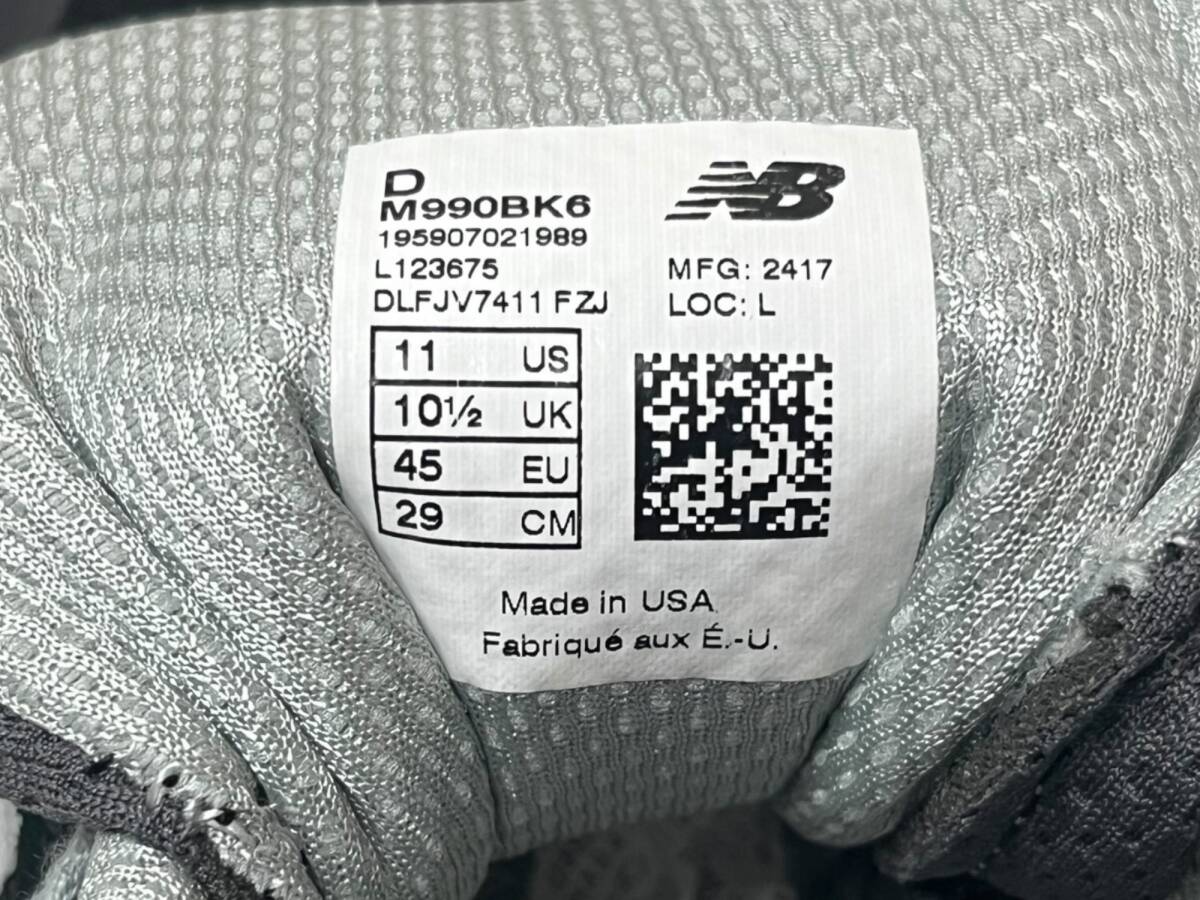 D
M990BK6
195907021989
L123675
DLFJV7411 FZJ
NB
MFG: 2417
LOC: L
11 US
10½ UK
45 EU
29 CM
Made in USA
Fabriqué aux É.-U.